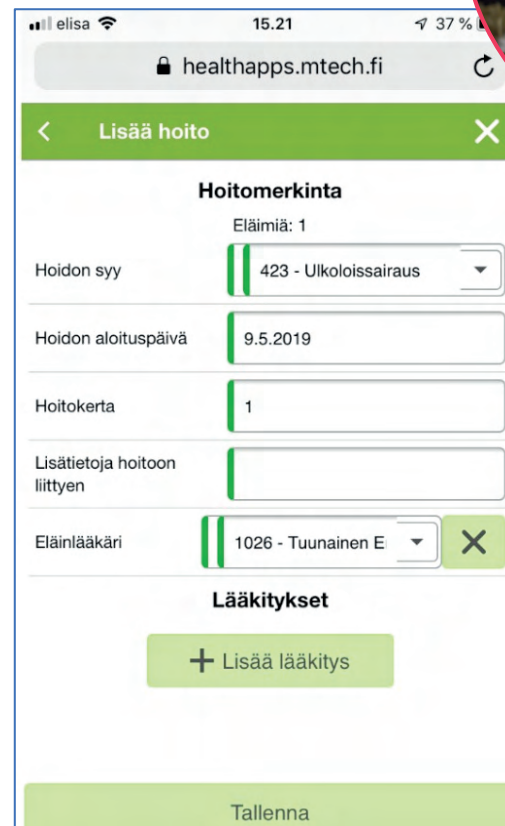 elisa 15.21 37 %
healthapps.mtech.fi
Lisää hoito
Hoitomerkinta
Eläimiä: 1
Hoidon syy 423 - Ulkoloissairaus
Hoidon aloituspäivä 9.5.2019
Hoitokerta 1
Lisätietoja hoitoon
liittyen
Eläinlääkäri 1026 - Tuunainen E
Lääkitykset
+ Lisää lääkitys
Tallenna